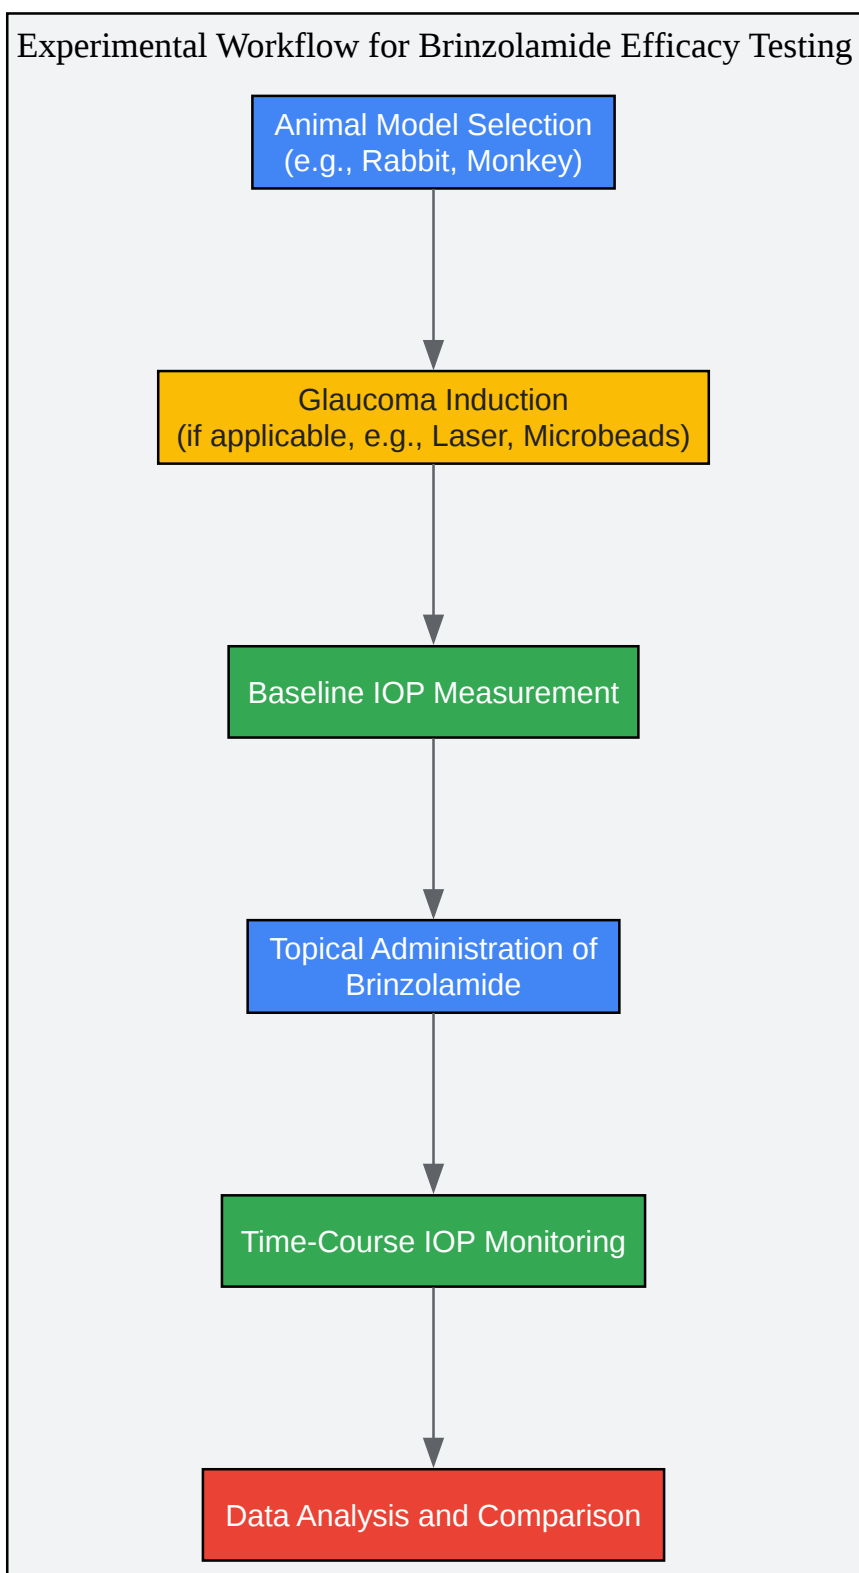 Experimental Workflow for Brinzolamide Efficacy Testing
Animal Model Selection
(e.g., Rabbit, Monkey)
Glaucoma Induction
(if applicable, e.g., Laser, Microbeads)
Baseline IOP Measurement
Topical Administration of
Brinzolamide
Time-Course IOP Monitoring
Data Analysis and Comparison